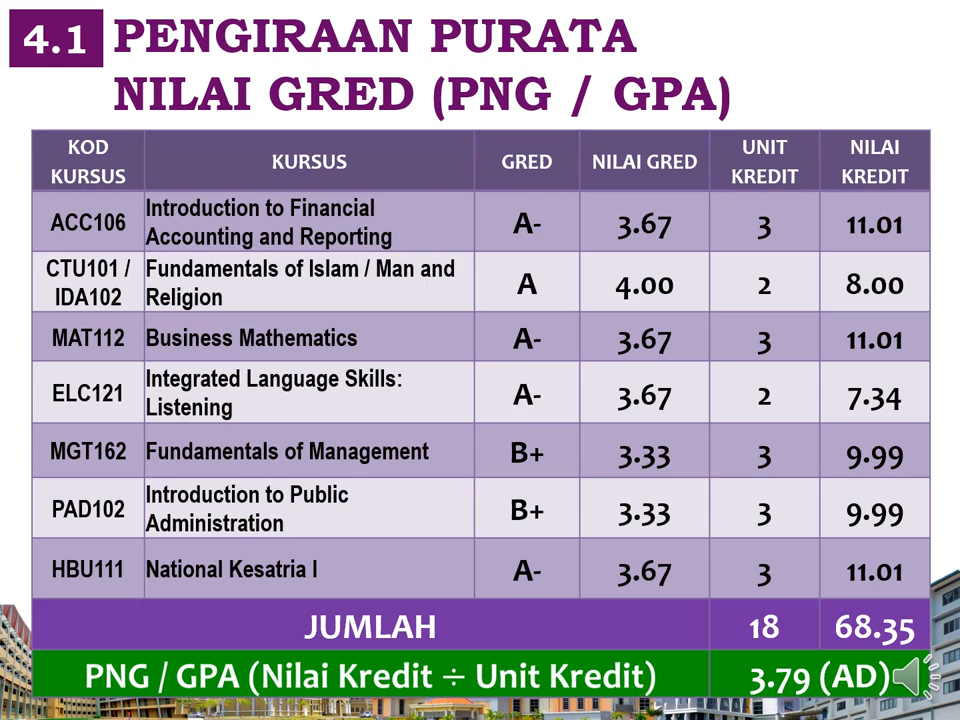 4.1 PENGIRAAN PURATA
NILAI GRED (PNG / GPA)
KOD KURSUS KURSUS GRED NILAI GRED UNIT KREDIT NILAI KREDIT
ACC106 Introduction to Financial Accounting and Reporting A- 3.67 3 11.01
CTU101 / IDA102 Fundamentals of Islam / Man and Religion A 4.00 2 8.00
MAT112 Business Mathematics A- 3.67 3 11.01
ELC121 Integrated Language Skills: Listening A- 3.67 2 7.34
MGT162 Fundamentals of Management B+ 3.33 3 9.99
PAD102 Introduction to Public Administration B+ 3.33 3 9.99
HBU111 National Kesatria I A- 3.67 3 11.01
JUMLAH 18 68.35
PNG / GPA (Nilai Kredit ÷ Unit Kredit) 3.79 (AD)